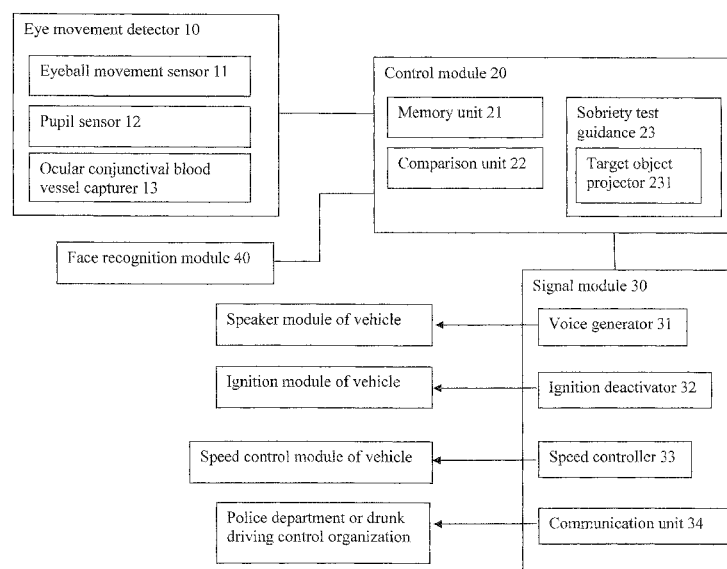 Eye movement detector 10
Eyeball movement sensor 11
Pupil sensor 12
Ocular conjunctival blood
vessel capturer 13
Control module 20
Memory unit 21
Comparison unit 22
Sobriety test
guidance 23
Target object
projector 231
Face recognition module 40
Signal module 30
Speaker module of vehicle
Voice generator 31
Ignition module of vehicle
Ignition deactivator 32
Speed control module of vehicle
Speed controller 33
Police department or drunk
driving control organization
Communication unit 34